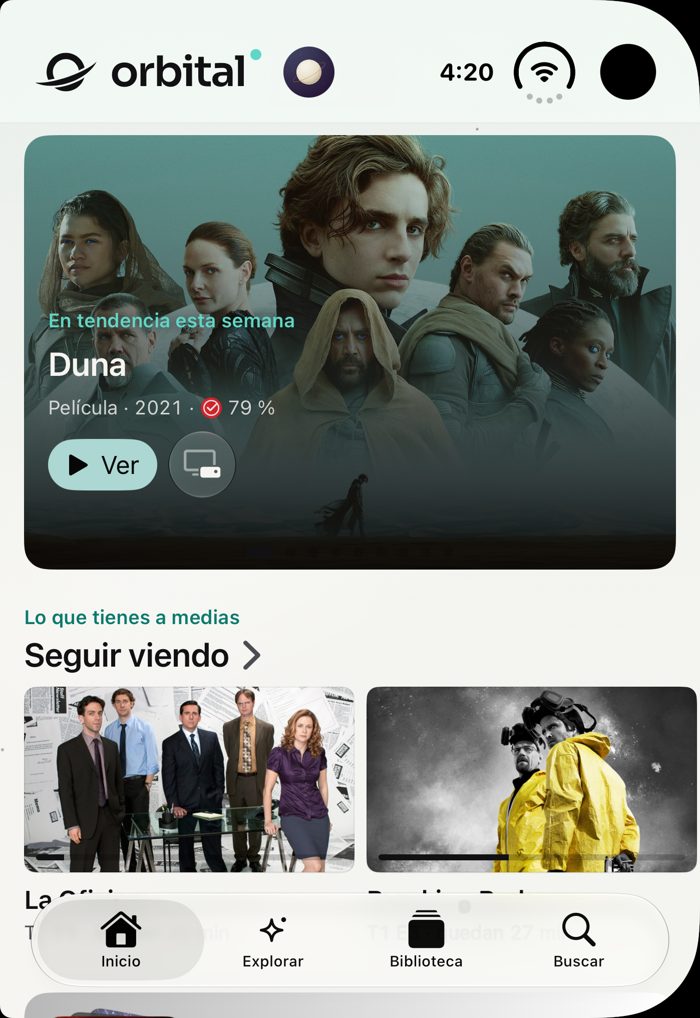 orbital
4:20
En tendencia esta semana
Duna
Película · 2021 · 79 %
Ver
Lo que tienes a medias
Seguir viendo
La
Inicio
Explorar
Biblioteca
Buscar